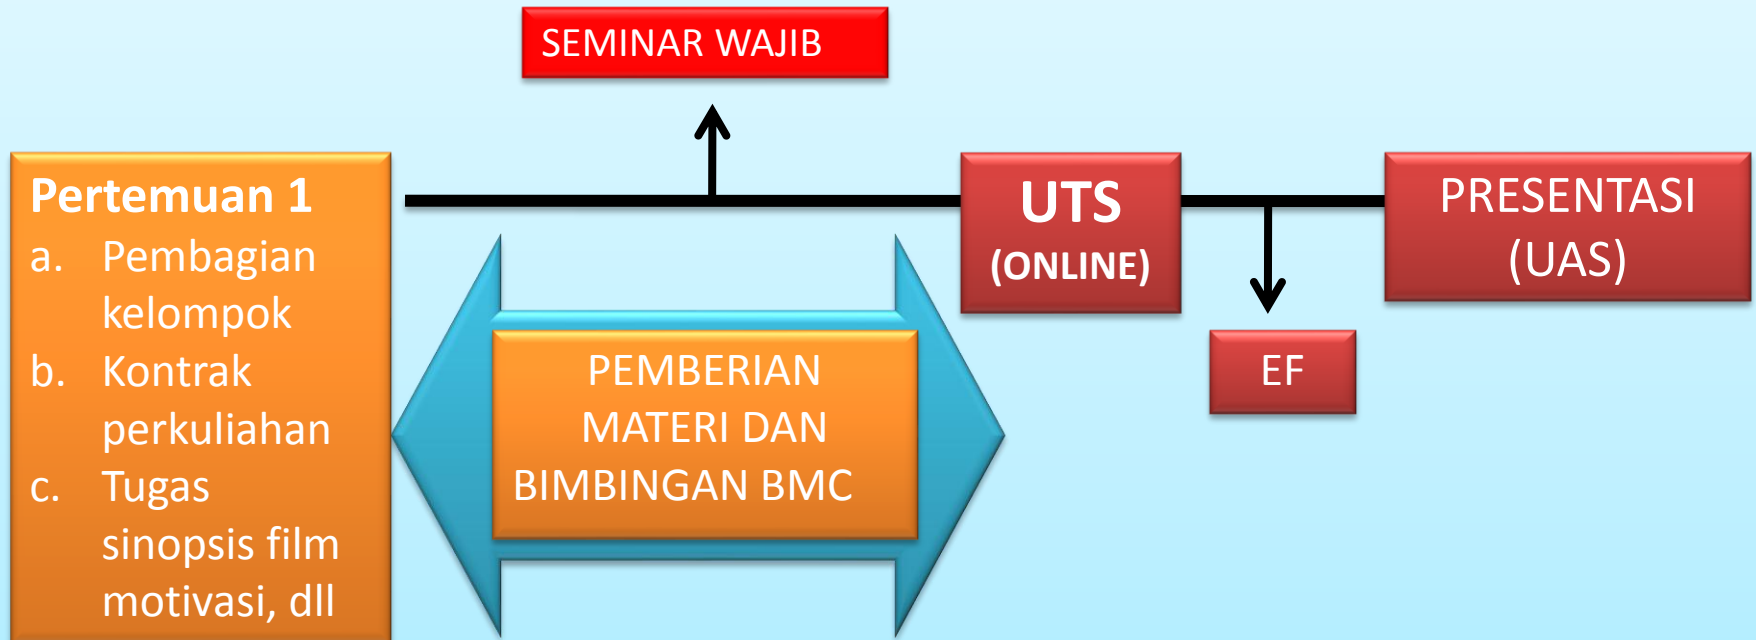 SEMINAR WAJIB
Pertemuan 1
a. Pembagian
kelompok
b. Kontrak
perkuliahan
c. Tugas
sinopsis film
motivasi, dll
PEMBERIAN
MATERI DAN
BIMBINGAN BMC
UTS
(ONLINE)
EF
PRESENTASI
(UAS)